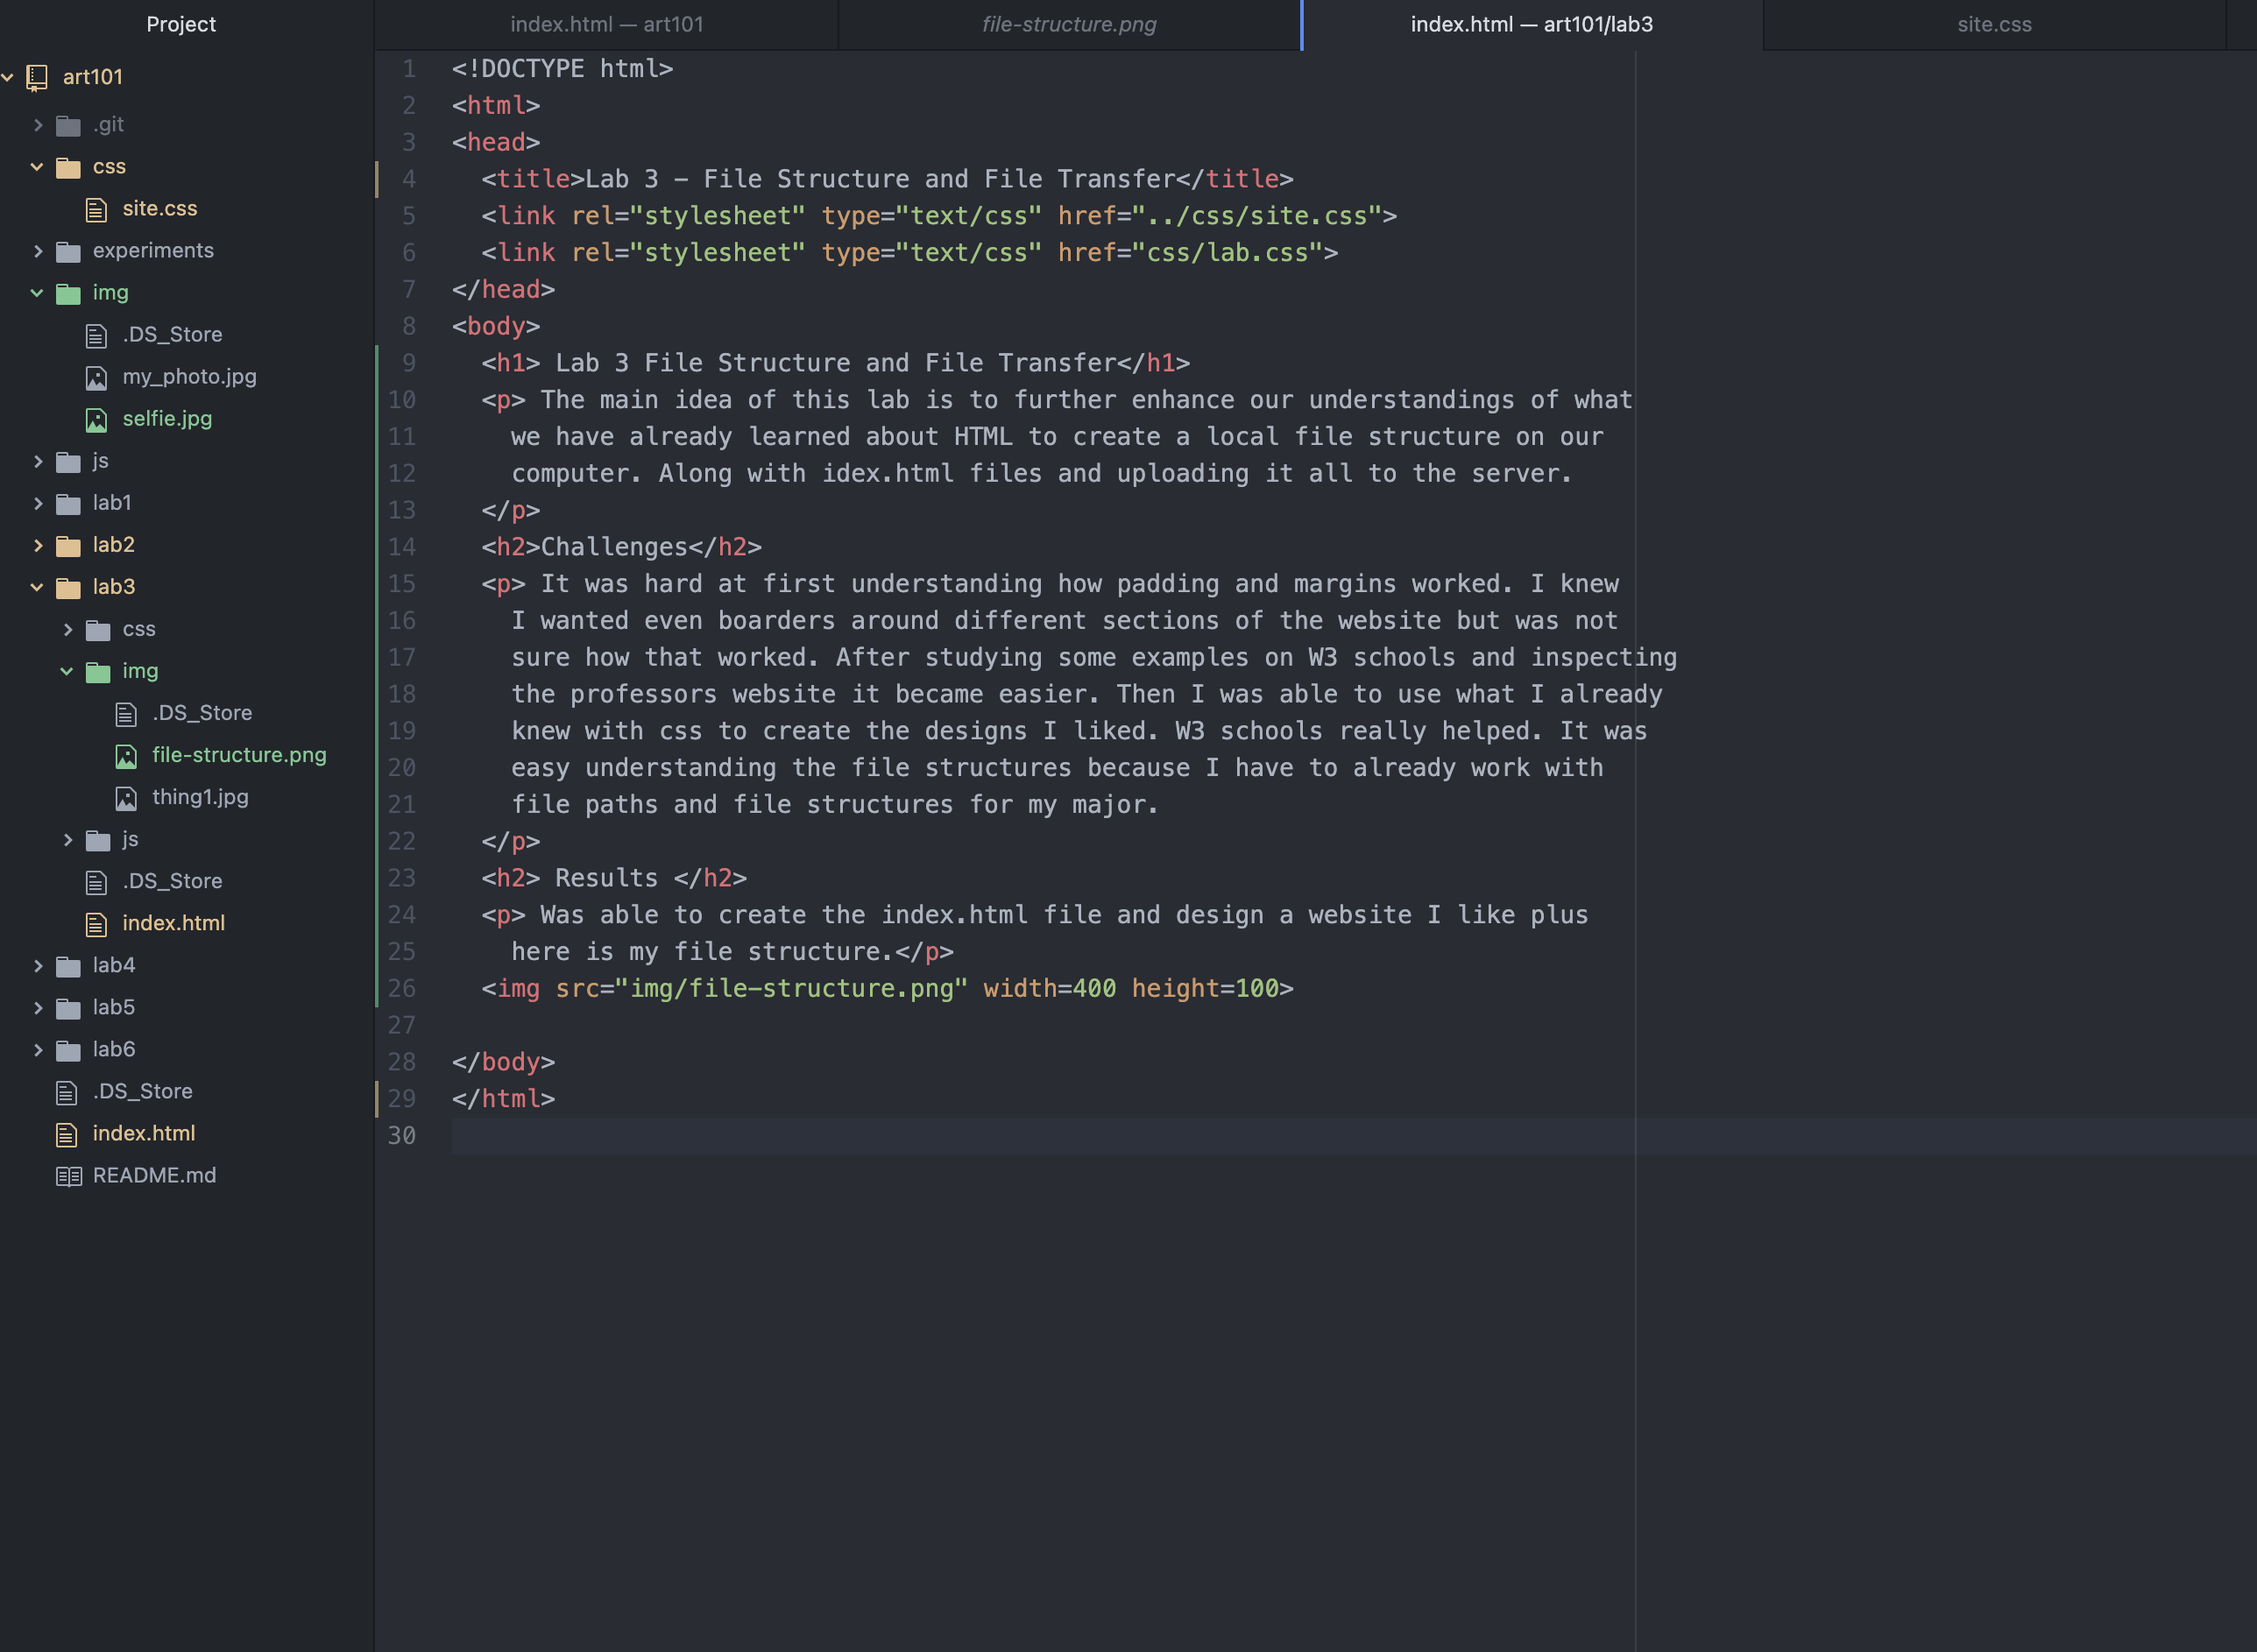 Project
art101
.git
css
site.css
experiments
img
.DS_Store
my_photo.jpg
selfie.jpg
js
lab1
lab2
lab3
css
img
.DS_Store
file-structure.png
thing1.jpg
js
.DS_Store
index.html
lab4
lab5
lab6
.DS_Store
index.html
README.md
index.html — art101
file-structure.png
index.html — art101/lab3
site.css
1 <!DOCTYPE html>
2 <html>
3 <head>
4   <title>Lab 3 - File Structure and File Transfer</title>
5   <link rel="stylesheet" type="text/css" href="../css/site.css">
6   <link rel="stylesheet" type="text/css" href="css/lab.css">
7 </head>
8 <body>
9   <h1> Lab 3 File Structure and File Transfer</h1>
10   <p> The main idea of this lab is to further enhance our understandings of what
11     we have already learned about HTML to create a local file structure on our
12     computer. Along with idex.html files and uploading it all to the server.
13   </p>
14   <h2>Challenges</h2>
15   <p> It was hard at first understanding how padding and margins worked. I knew
16     I wanted even boarders around different sections of the website but was not
17     sure how that worked. After studying some examples on W3 schools and inspecting
18     the professors website it became easier. Then I was able to use what I already
19     knew with css to create the designs I liked. W3 schools really helped. It was
20     easy understanding the file structures because I have to already work with
21     file paths and file structures for my major.
22   </p>
23   <h2> Results </h2>
24   <p> Was able to create the index.html file and design a website I like plus
25     here is my file structure.</p>
26   <img src="img/file-structure.png" width=400 height=100>
27
28 </body>
29 </html>
30